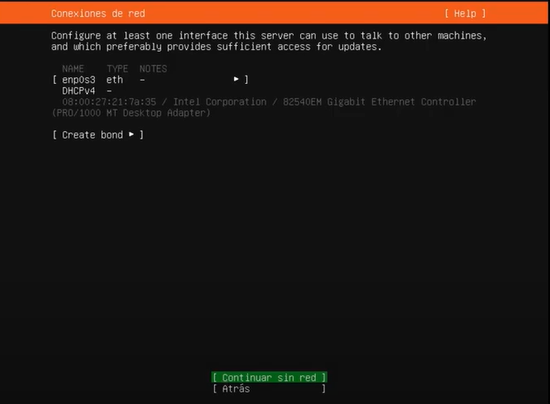 Conexiones de red [ Help ]
Configure at least one interface this server can use to talk to other machines,
and which preferably provides sufficient access for updates.
NAME TYPE NOTES
[ enp0s3 eth – ▸ ]
DHCPv4 –
08:00:27:21:7a:35 / Intel Corporation / 82540EM Gigabit Ethernet Controller
(PRO/1000 MT Desktop Adapter)
[ Create bond ▸ ]
[ Continuar sin red ]
[ Atrás ]